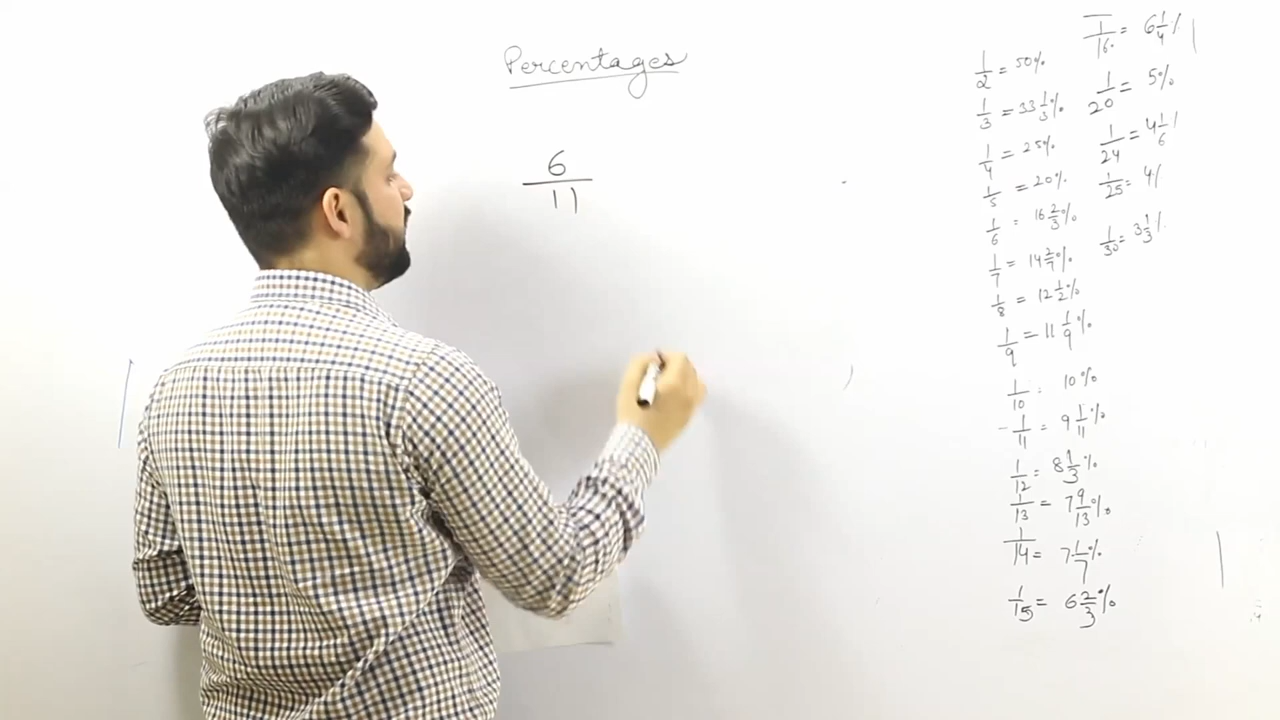 Percentages
6/11
1/2 = 50%
1/3 = 33 1/3 %
1/4 = 25%
1/5 = 20%
1/6 = 16 2/3 %
1/7 = 14 2/7 %
1/8 = 12 1/2 %
1/9 = 11 1/9 %
1/10 = 10%
1/11 = 9 1/11 %
1/12 = 8 1/3 %
1/13 = 7 9/13 %
1/14 = 7 1/7 %
1/15 = 6 2/3 %
1/16 = 6 1/4 %
1/20 = 5%
1/24 = 4 1/6 /
1/25 = 4/
1/30 = 3 1/3 %